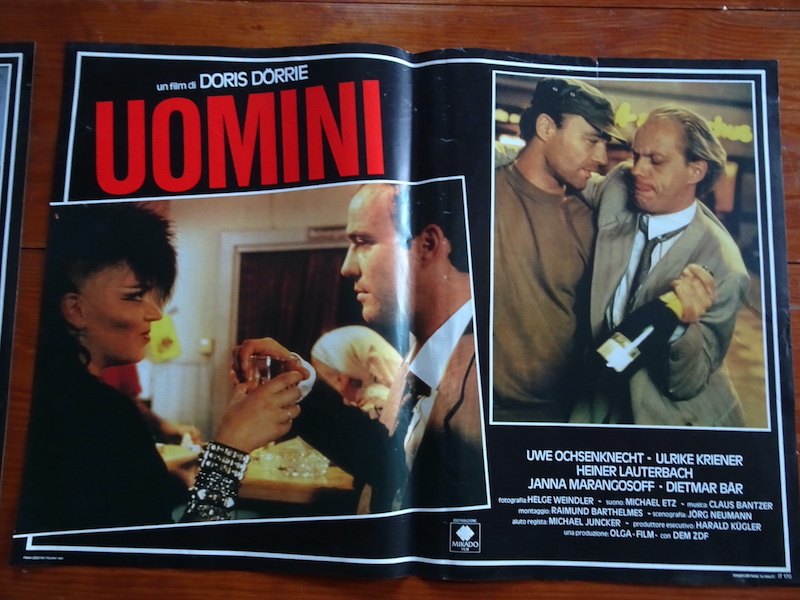 un film di DORIS DÖRRIE
UOMINI
UWE OCHSENKNECHT - ULRIKE KRIENER
HEINER LAUTERBACH
JANNA MARANGOSOFF - DIETMAR BÄR
fotografia HELGE WEINDLER - suono: MICHAEL ETZ - musica: CLAUS BANTZER
montaggio: RAIMUND BARTHELMES - scenografia: JÖRG NEUMANN
aiuto regista: MICHAEL JUNCKER - produttore esecutivo: HARALD KÜGLER
una produzione: OLGA-FILM - con DEM ZDF
DISTRIBUZIONE
MIKADO
FILM